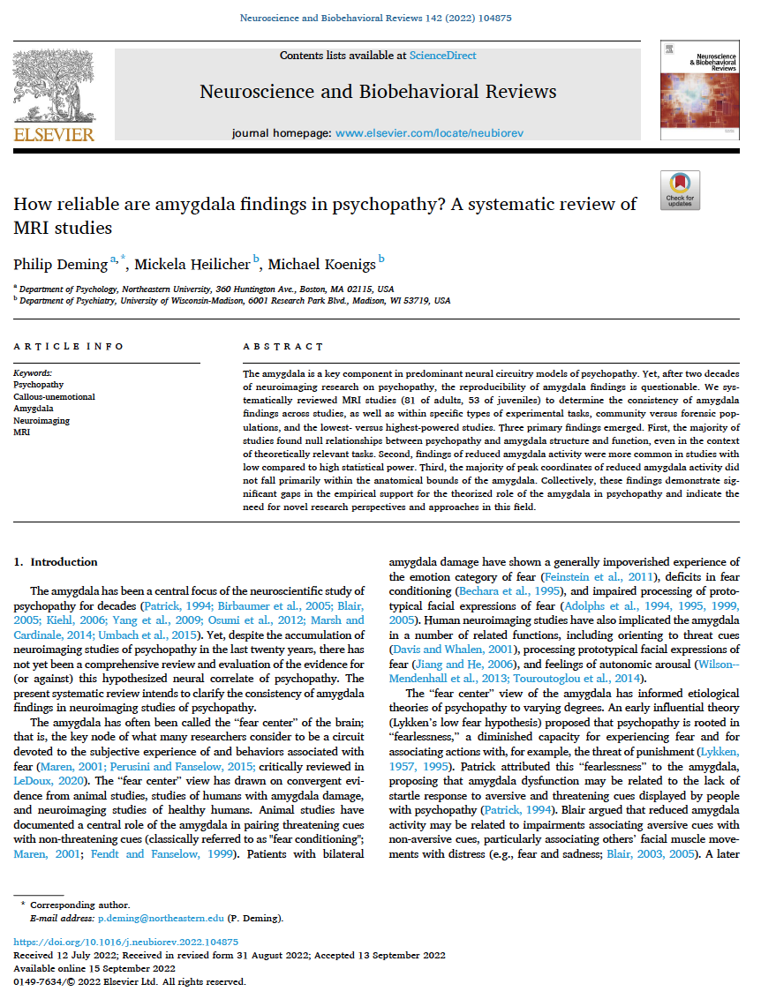 Neuroscience and Biobehavioral Reviews 142 (2022) 104875
Contents lists available at ScienceDirect
Neuroscience and Biobehavioral Reviews
journal homepage: www.elsevier.com/locate/neubiorev
ELSEVIER
Neuroscience
& Biobehavioral
Reviews
Check for
updates
How reliable are amygdala findings in psychopathy? A systematic review of
MRI studies
Philip Deming a,*, Mickela Heilicher b, Michael Koenigs b
a Department of Psychology, Northeastern University, 360 Huntington Ave., Boston, MA 02115, USA
b Department of Psychiatry, University of Wisconsin-Madison, 6001 Research Park Blvd., Madison, WI 53719, USA
ARTICLE INFO
Keywords:
Psychopathy
Callous-unemotional
Amygdala
Neuroimaging
MRI
ABSTRACT
The amygdala is a key component in predominant neural circuitry models of psychopathy. Yet, after two decades
of neuroimaging research on psychopathy, the reproducibility of amygdala findings is questionable. We sys-
tematically reviewed MRI studies (81 of adults, 53 of juveniles) to determine the consistency of amygdala
findings across studies, as well as within specific types of experimental tasks, community versus forensic pop-
ulations, and the lowest- versus highest-powered studies. Three primary findings emerged. First, the majority of
studies found null relationships between psychopathy and amygdala structure and function, even in the context
of theoretically relevant tasks. Second, findings of reduced amygdala activity were more common in studies with
low compared to high statistical power. Third, the majority of peak coordinates of reduced amygdala activity did
not fall primarily within the anatomical bounds of the amygdala. Collectively, these findings demonstrate sig-
nificant gaps in the empirical support for the theorized role of the amygdala in psychopathy and indicate the
need for novel research perspectives and approaches in this field.
1. Introduction
The amygdala has been a central focus of the neuroscientific study of
psychopathy for decades (Patrick, 1994; Birbaumer et al., 2005; Blair,
2005; Kiehl, 2006; Yang et al., 2009; Osumi et al., 2012; Marsh and
Cardinale, 2014; Umbach et al., 2015). Yet, despite the accumulation of
neuroimaging studies of psychopathy in the last twenty years, there has
not yet been a comprehensive review and evaluation of the evidence for
(or against) this hypothesized neural correlate of psychopathy. The
present systematic review intends to clarify the consistency of amygdala
findings in neuroimaging studies of psychopathy.
The amygdala has often been called the “fear center” of the brain;
that is, the key node of what many researchers consider to be a circuit
devoted to the subjective experience of and behaviors associated with
fear (Maren, 2001; Perusini and Fanselow, 2015; critically reviewed in
LeDoux, 2020). The “fear center” view has drawn on convergent evi-
dence from animal studies, studies of humans with amygdala damage,
and neuroimaging studies of healthy humans. Animal studies have
documented a central role of the amygdala in pairing threatening cues
with non-threatening cues (classically referred to as "fear conditioning";
Maren, 2001; Fendt and Fanselow, 1999). Patients with bilateral
amygdala damage have shown a generally impoverished experience of
the emotion category of fear (Feinstein et al., 2011), deficits in fear
conditioning (Bechara et al., 1995), and impaired processing of proto-
typical facial expressions of fear (Adolphs et al., 1994, 1995, 1999,
2005). Human neuroimaging studies have also implicated the amygdala
in a number of related functions, including orienting to threat cues
(Davis and Whalen, 2001), processing prototypical facial expressions of
fear (Jiang and He, 2006), and feelings of autonomic arousal (Wilson--
Mendenhall et al., 2013; Touroutoglou et al., 2014).
The “fear center” view of the amygdala has informed etiological
theories of psychopathy to varying degrees. An early influential theory
(Lykken’s low fear hypothesis) proposed that psychopathy is rooted in
“fearlessness,” a diminished capacity for experiencing fear and for
associating actions with, for example, the threat of punishment (Lykken,
1957, 1995). Patrick attributed this “fearlessness” to the amygdala,
proposing that amygdala dysfunction may be related to the lack of
startle response to aversive and threatening cues displayed by people
with psychopathy (Patrick, 1994). Blair argued that reduced amygdala
activity may be related to impairments associating aversive cues with
non-aversive cues, particularly associating others’ facial muscle move-
ments with distress (e.g., fear and sadness; Blair, 2003, 2005). A later
* Corresponding author.
E-mail address: p.deming@northeastern.edu (P. Deming).
https://doi.org/10.1016/j.neubiorev.2022.104875
Received 12 July 2022; Received in revised form 31 August 2022; Accepted 13 September 2022
Available online 15 September 2022
0149-7634/© 2022 Elsevier Ltd. All rights reserved.